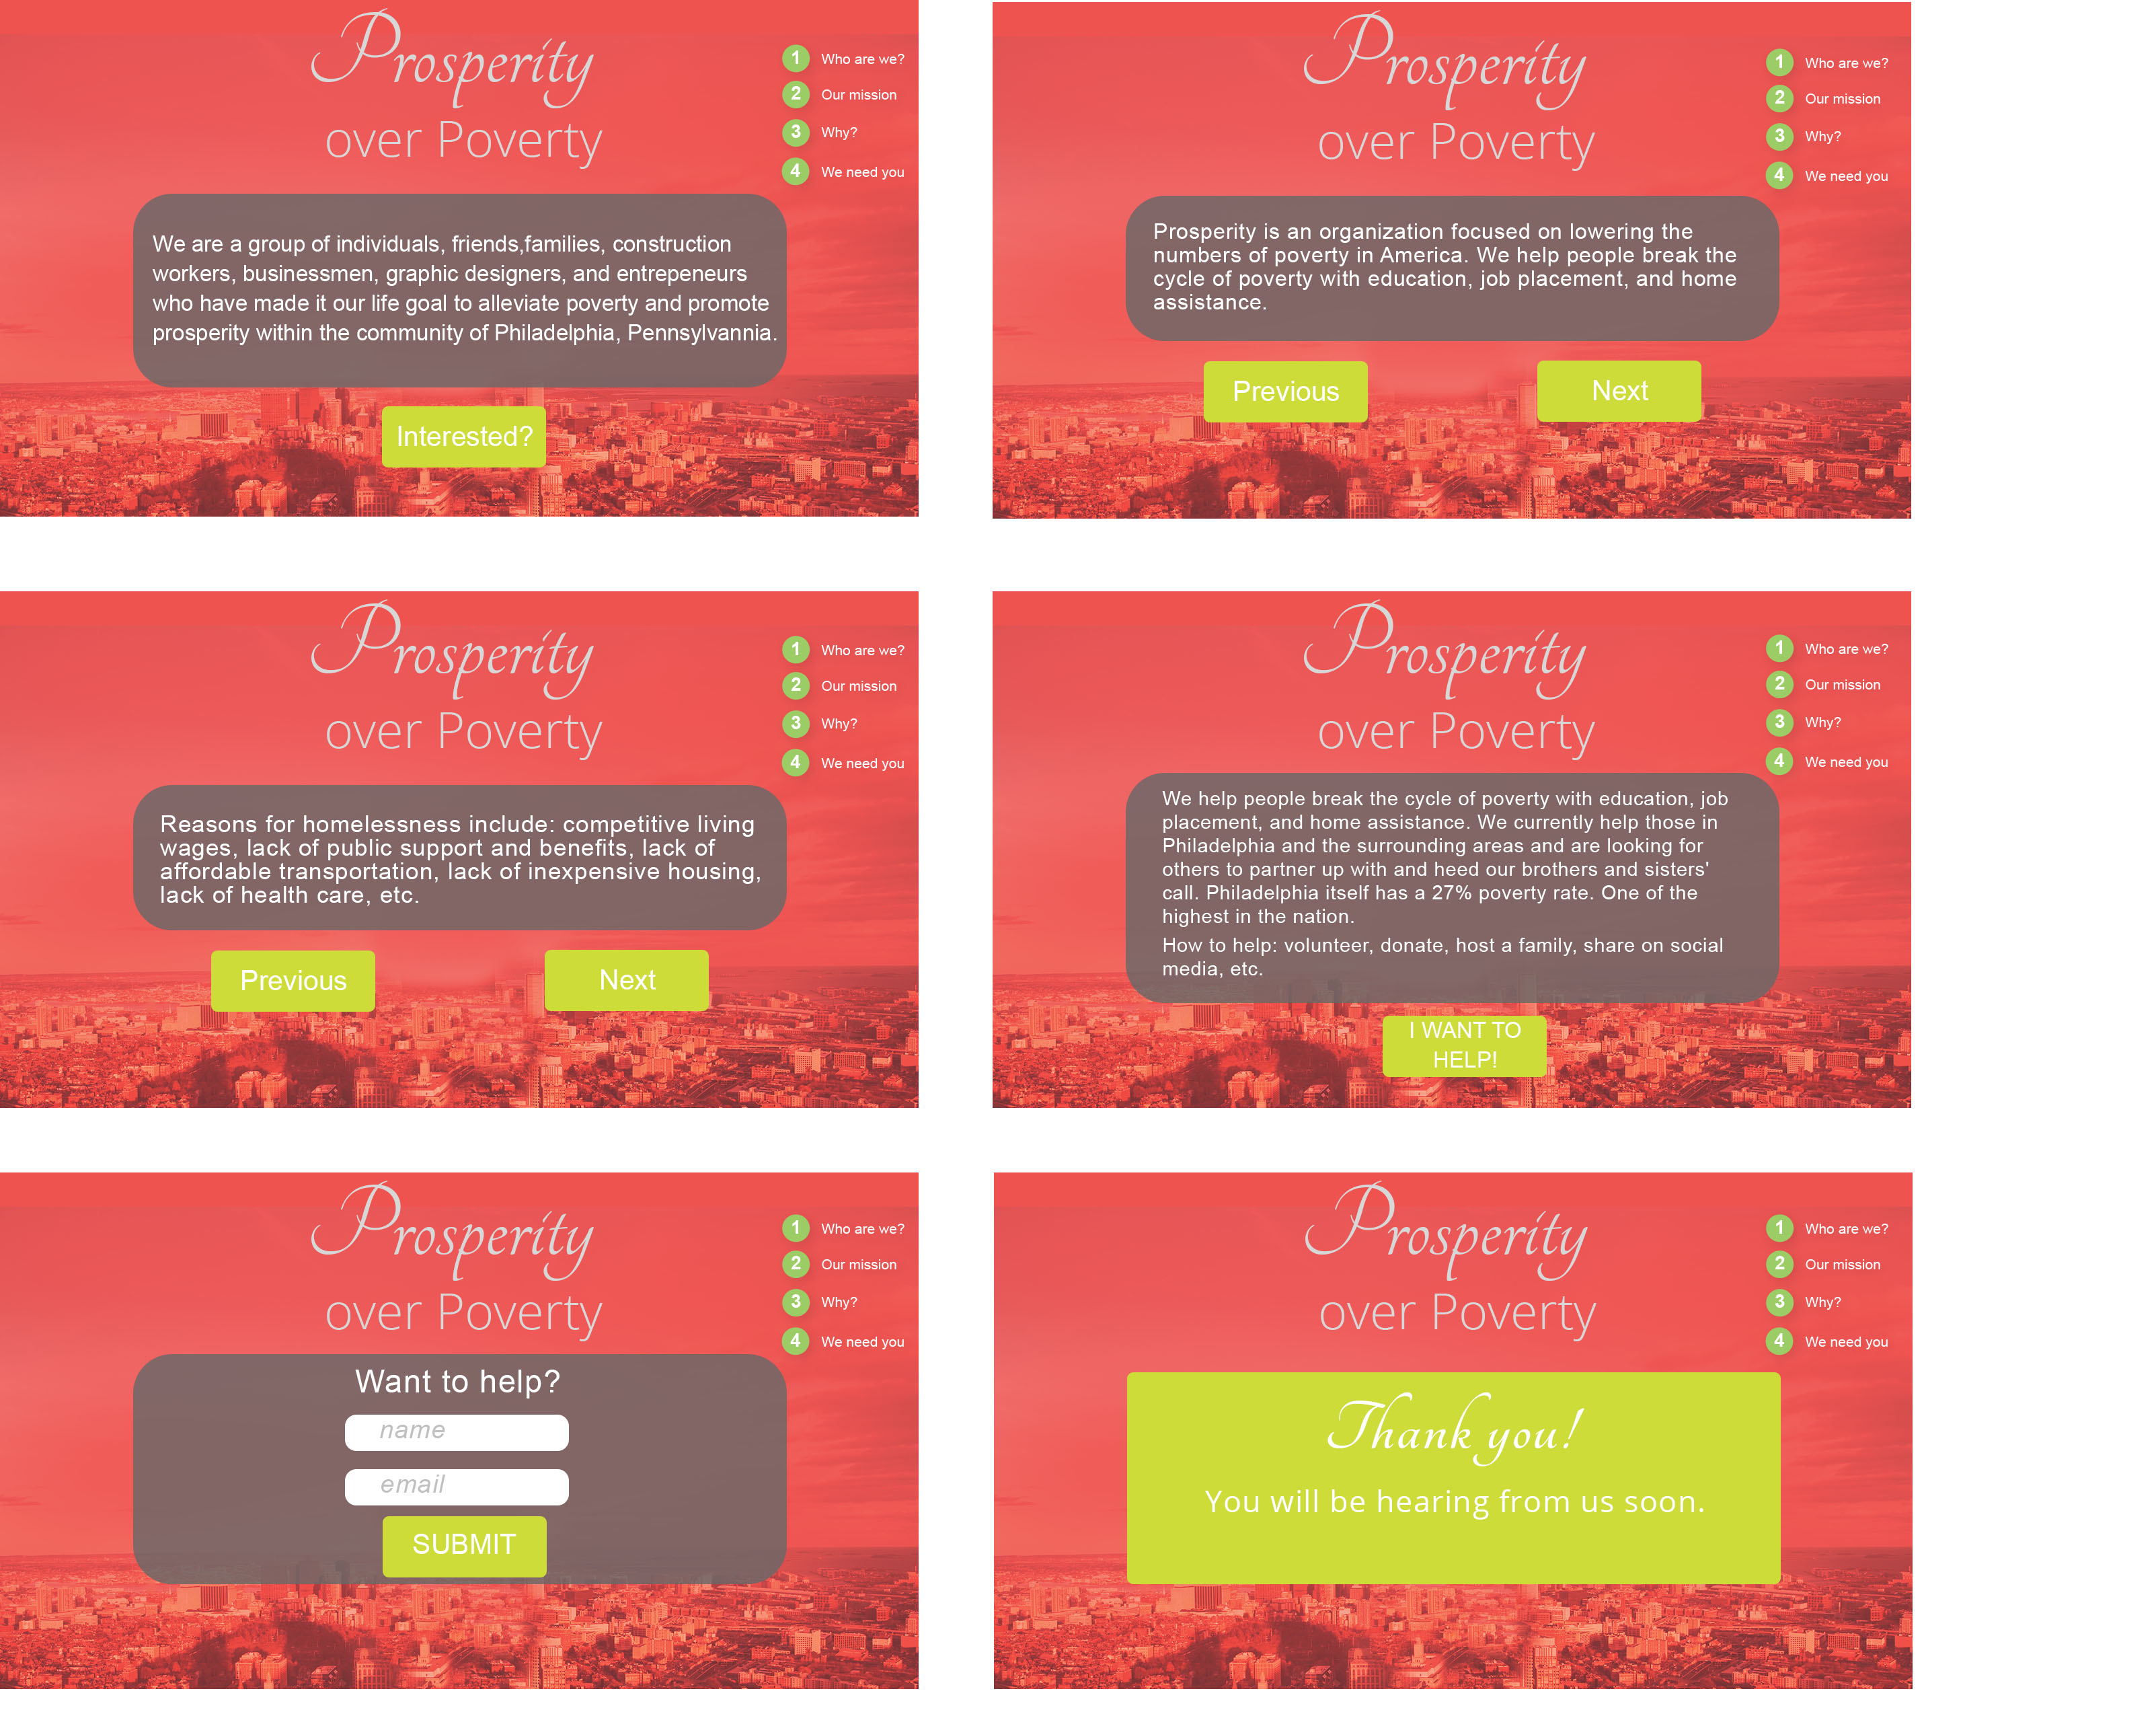 Prosperity
over Poverty
1 Who are we?
2 Our mission
3 Why?
4 We need you
We are a group of individuals, friends,families, construction
workers, businessmen, graphic designers, and entrepeneurs
who have made it our life goal to alleviate poverty and promote
prosperity within the community of Philadelphia, Pennsylvannia.
Interested?
Prosperity
over Poverty
1 Who are we?
2 Our mission
3 Why?
4 We need you
Prosperity is an organization focused on lowering the
numbers of poverty in America. We help people break the
cycle of poverty with education, job placement, and home
assistance.
Previous
Next
Prosperity
over Poverty
1 Who are we?
2 Our mission
3 Why?
4 We need you
Reasons for homelessness include: competitive living
wages, lack of public support and benefits, lack of
affordable transportation, lack of inexpensive housing,
lack of health care, etc.
Previous
Next
Prosperity
over Poverty
1 Who are we?
2 Our mission
3 Why?
4 We need you
We help people break the cycle of poverty with education, job
placement, and home assistance. We currently help those in
Philadelphia and the surrounding areas and are looking for
others to partner up with and heed our brothers and sisters'
call. Philadelphia itself has a 27% poverty rate. One of the
highest in the nation.
How to help: volunteer, donate, host a family, share on social
media, etc.
I WANT TO
HELP!
Prosperity
over Poverty
1 Who are we?
2 Our mission
3 Why?
4 We need you
Want to help?
name
email
SUBMIT
Prosperity
over Poverty
1 Who are we?
2 Our mission
3 Why?
4 We need you
Thank you!
You will be hearing from us soon.